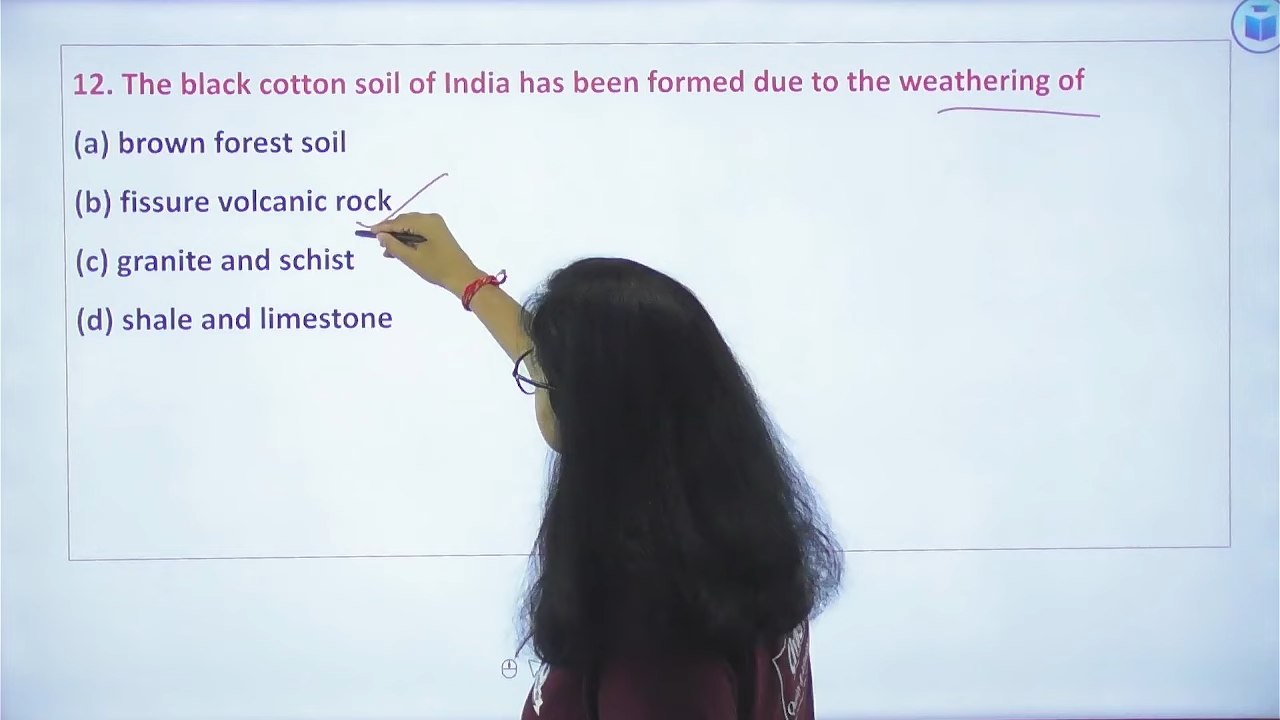 12. The black cotton soil of India has been formed due to the weathering of
(a) brown forest soil
(b) fissure volcanic rock
(c) granite and schist
(d) shale and limestone